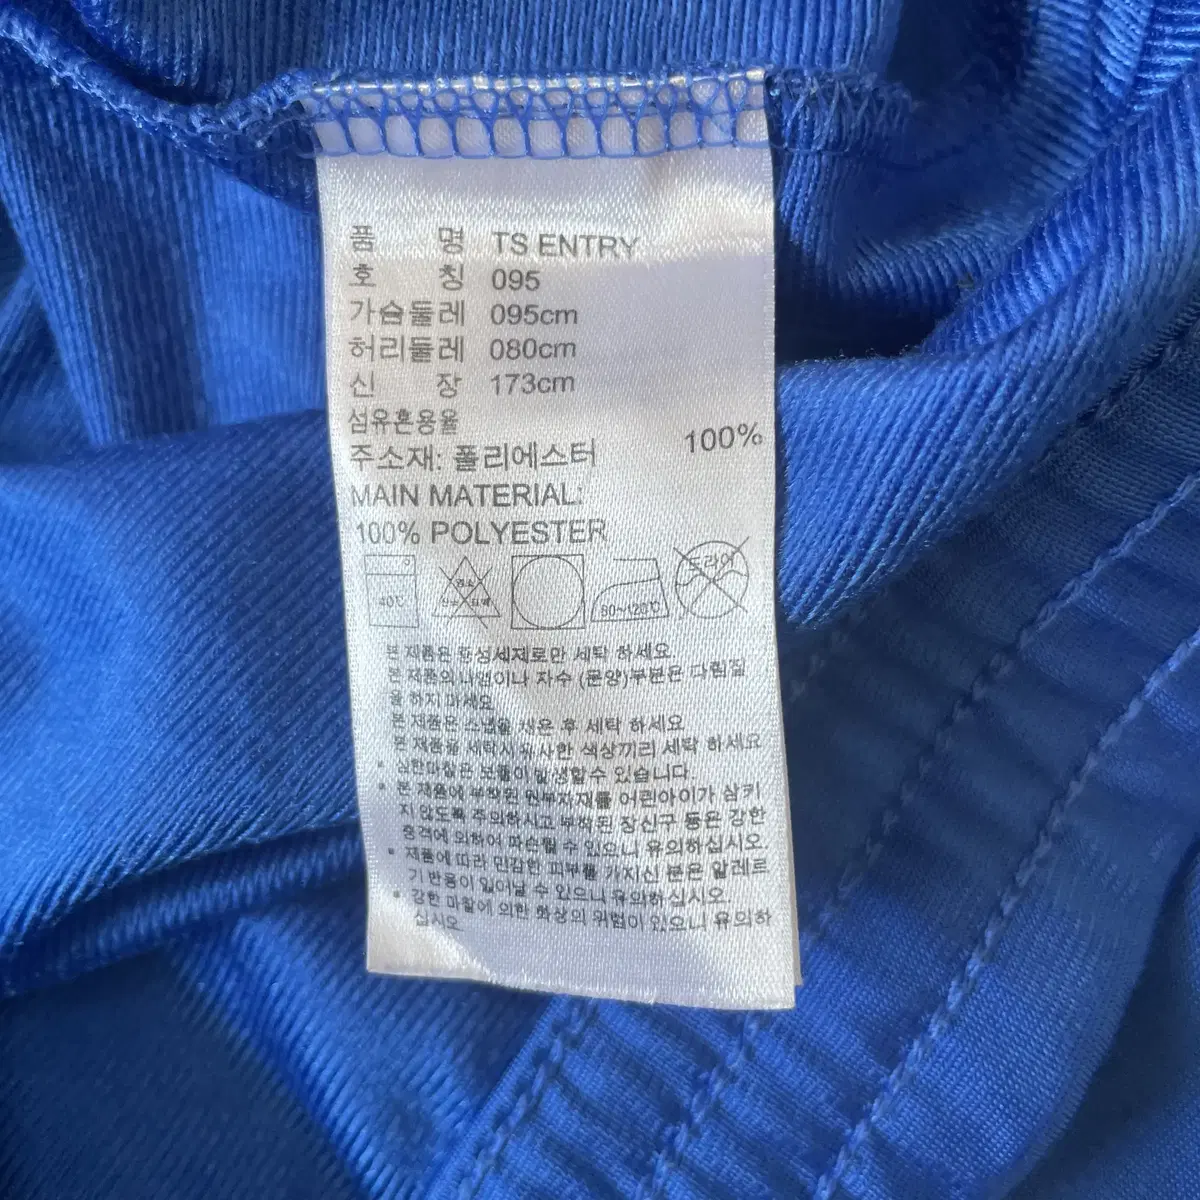 품 명 TS ENTRY
호 칭 095
가슴둘레 095cm
허리둘레 080cm
신 장 173cm
섬유혼용율
주소재: 폴리에스터 100%
MAIN MATERIAL:
100% POLYESTER
40℃
염소
드라이
80~120℃
본 제품은 중성세제로만 세탁 하세요
본 제품의 나염이나 자수 (문양)부분은 다림질
을 하지 마세요
본 제품은 스냅을 채운 후 세탁 하세요
본 제품을 세탁시 유사한 색상끼리 세탁 하세요
• 심한마찰은 보풀이 발생할수 있습니다.
• 본 제품에 부착된 원부자재를 어린아이가 삼키
지 않도록 주의하시고 부착된 장신구 등은 강한
충격에 의하여 파손될 수 있으니 유의하십시오
• 제품에 따라 민감한 피부를 가지신 분은 알레르
기 반응이 일어날 수 있으니 유의하십시오.
• 강한 마찰에 의한 화상의 위험이 있으니 유의하
십시오